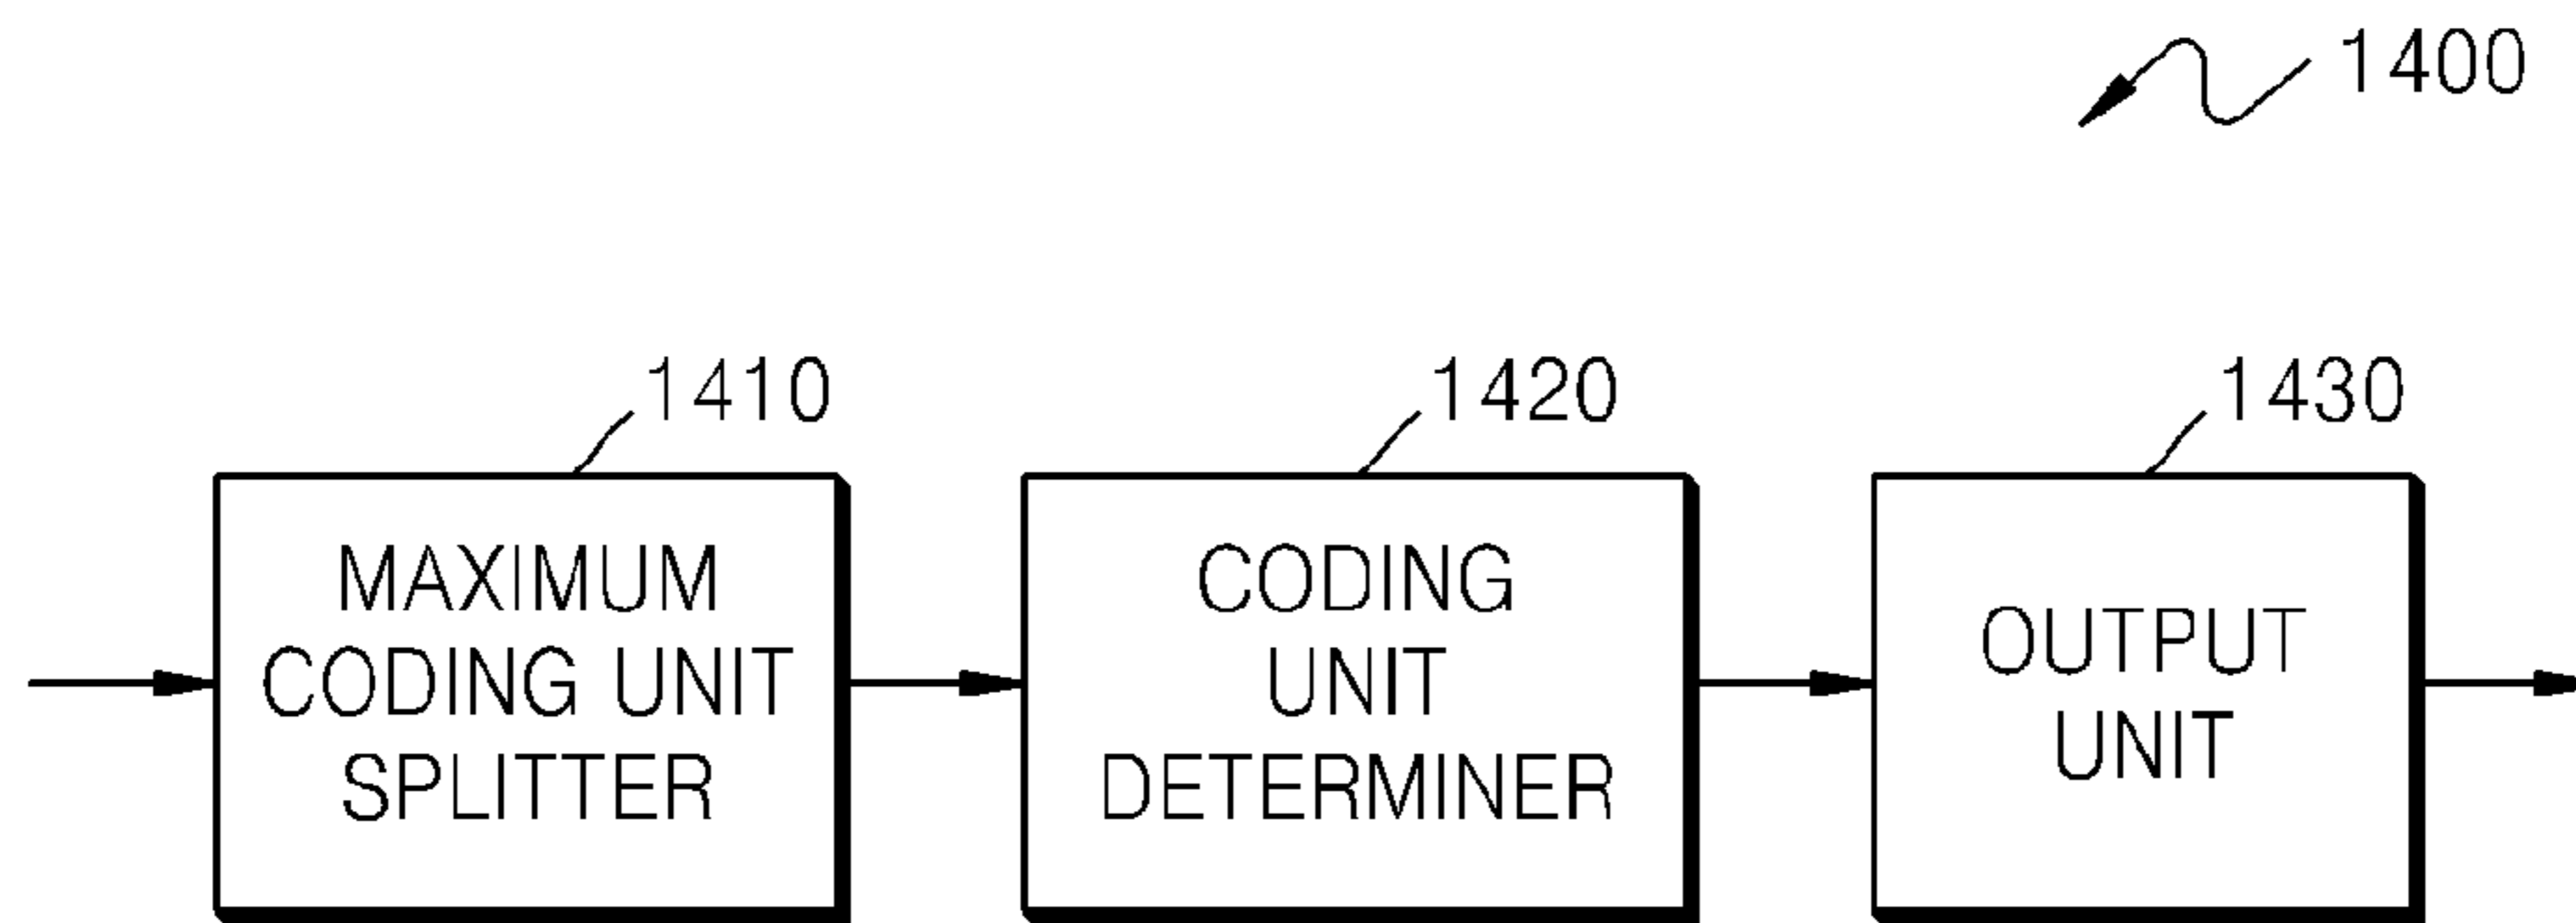 1400
1410
1420
1430
MAXIMUM
CODING UNIT
SPLITTER
CODING
UNIT
DETERMINER
OUTPUT
UNIT